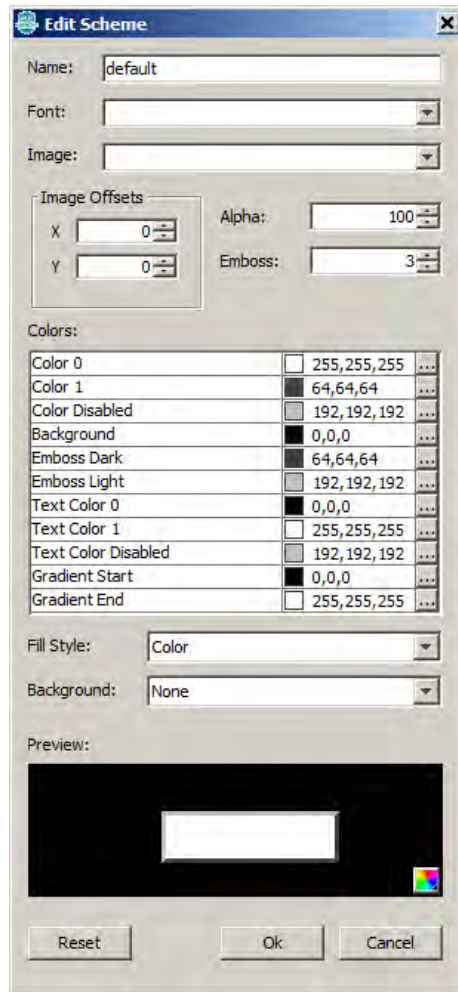 Edit Scheme
Name: default
Font:
Image:
Image Offsets
X 0
Y 0
Alpha: 100
Emboss: 3
Colors:
Color 0 255,255,255 ...
Color 1 64,64,64 ...
Color Disabled 192,192,192 ...
Background 0,0,0 ...
Emboss Dark 64,64,64 ...
Emboss Light 192,192,192 ...
Text Color 0 0,0,0 ...
Text Color 1 255,255,255 ...
Text Color Disabled 192,192,192 ...
Gradient Start 0,0,0 ...
Gradient End 255,255,255 ...
Fill Style: Color
Background: None
Preview:
Reset Ok Cancel